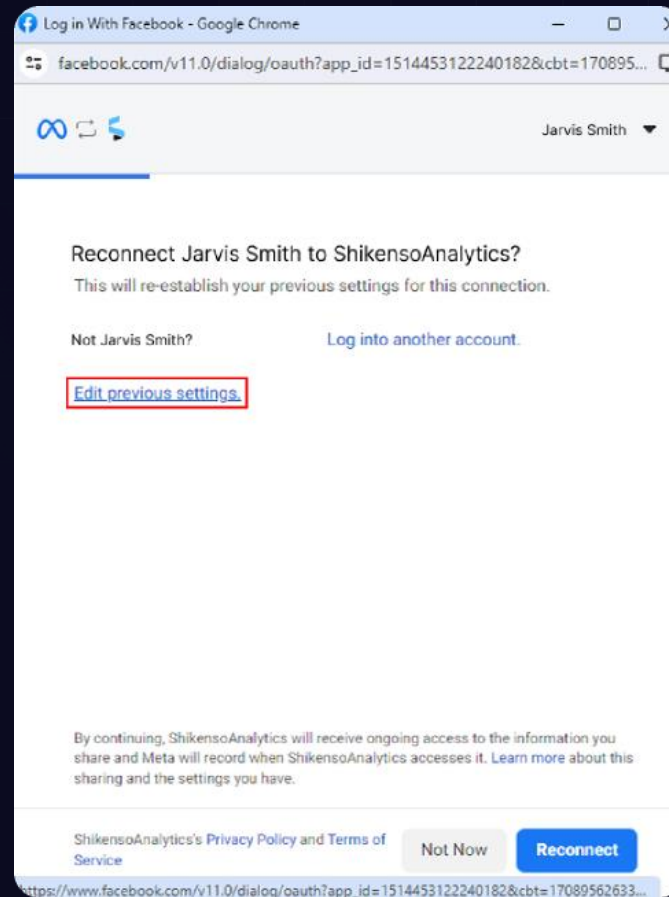 Log in With Facebook - Google Chrome
facebook.com/v11.0/dialog/oauth?app_id=1514453122240182&cbt=170895...
Jarvis Smith
Reconnect Jarvis Smith to ShikensoAnalytics?
This will re-establish your previous settings for this connection.
Not Jarvis Smith? Log into another account.
Edit previous settings.
By continuing, ShikensoAnalytics will receive ongoing access to the information you
share and Meta will record when ShikensoAnalytics accesses it. Learn more about this
sharing and the settings you have.
ShikensoAnalytics's Privacy Policy and Terms of
Service
Not Now
Reconnect
https://www.facebook.com/v11.0/dialog/oauth?app_id=1514453122240182&cbt=17089562633...